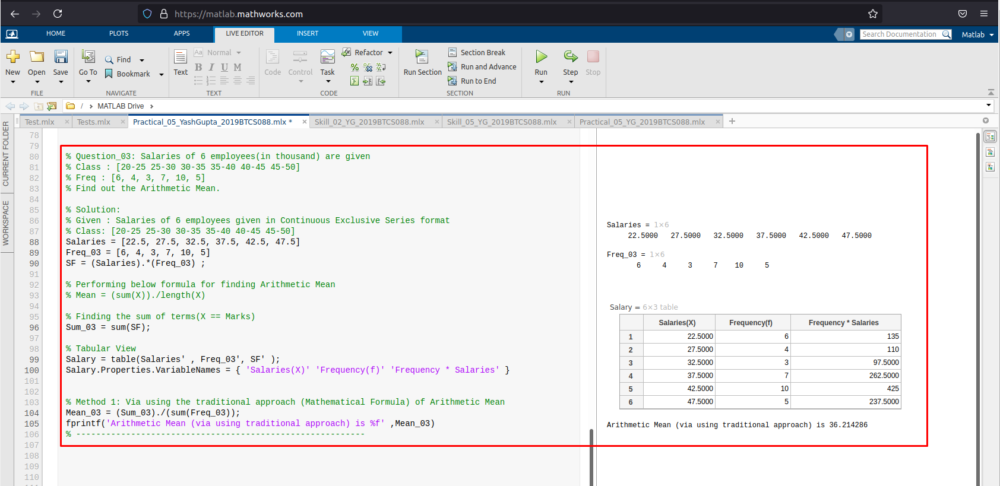 https://matlab.mathworks.com
HOME PLOTS APPS LIVE EDITOR INSERT VIEW Search Documentation Matlab
New Open Save Go To Find Bookmark Text Aa Normal B I U M Code Control Task Refactor Run Section Section Break Run and Advance Run to End Run Step Stop
FILE NAVIGATE TEXT CODE SECTION RUN
/ MATLAB Drive
Test.mlx Tests.mlx Practical_05_YashGupta_2019BTCS088.mlx * Skill_02_YG_2019BTCS088.mlx Skill_05_YG_2019BTCS088.mlx Practical_05_YG_2019BTCS088.mlx
CURRENT FOLDER
WORKSPACE
78
79
80 % Question_03: Salaries of 6 employees(in thousand) are given
81 % Class : [20-25 25-30 30-35 35-40 40-45 45-50]
82 % Freq : [6, 4, 3, 7, 10, 5]
83 % Find out the Arithmetic Mean.
84
85 % Solution:
86 % Given : Salaries of 6 employees given in Continuous Exclusive Series format
87 % Class: [20-25 25-30 30-35 35-40 40-45 45-50]
88 Salaries = [22.5, 27.5, 32.5, 37.5, 42.5, 47.5]
89 Freq_03 = [6, 4, 3, 7, 10, 5]
90 SF = (Salaries).*(Freq_03) ;
91
92 % Performing below formula for finding Arithmetic Mean
93 % Mean = (sum(X))./length(X)
94
95 % Finding the sum of terms(X == Marks)
96 Sum_03 = sum(SF);
97
98 % Tabular View
99 Salary = table(Salaries' , Freq_03', SF' );
100 Salary.Properties.VariableNames = { 'Salaries(X)' 'Frequency(f)' 'Frequency * Salaries' }
101
102
103 % Method 1: Via using the traditional approach (Mathematical Formula) of Arithmetic Mean
104 Mean_03 = (Sum_03)./(sum(Freq_03));
105 fprintf('Arithmetic Mean (via using traditional approach) is %f' ,Mean_03)
106 % ----------------------------------------------------------
107
108
109
110
Salaries = 1×6
22.5000 27.5000 32.5000 37.5000 42.5000 47.5000
Freq_03 = 1×6
6 4 3 7 10 5
Salary = 6×3 table
Salaries(X) Frequency(f) Frequency * Salaries
1 22.5000 6 135
2 27.5000 4 110
3 32.5000 3 97.5000
4 37.5000 7 262.5000
5 42.5000 10 425
6 47.5000 5 237.5000
Arithmetic Mean (via using traditional approach) is 36.214286